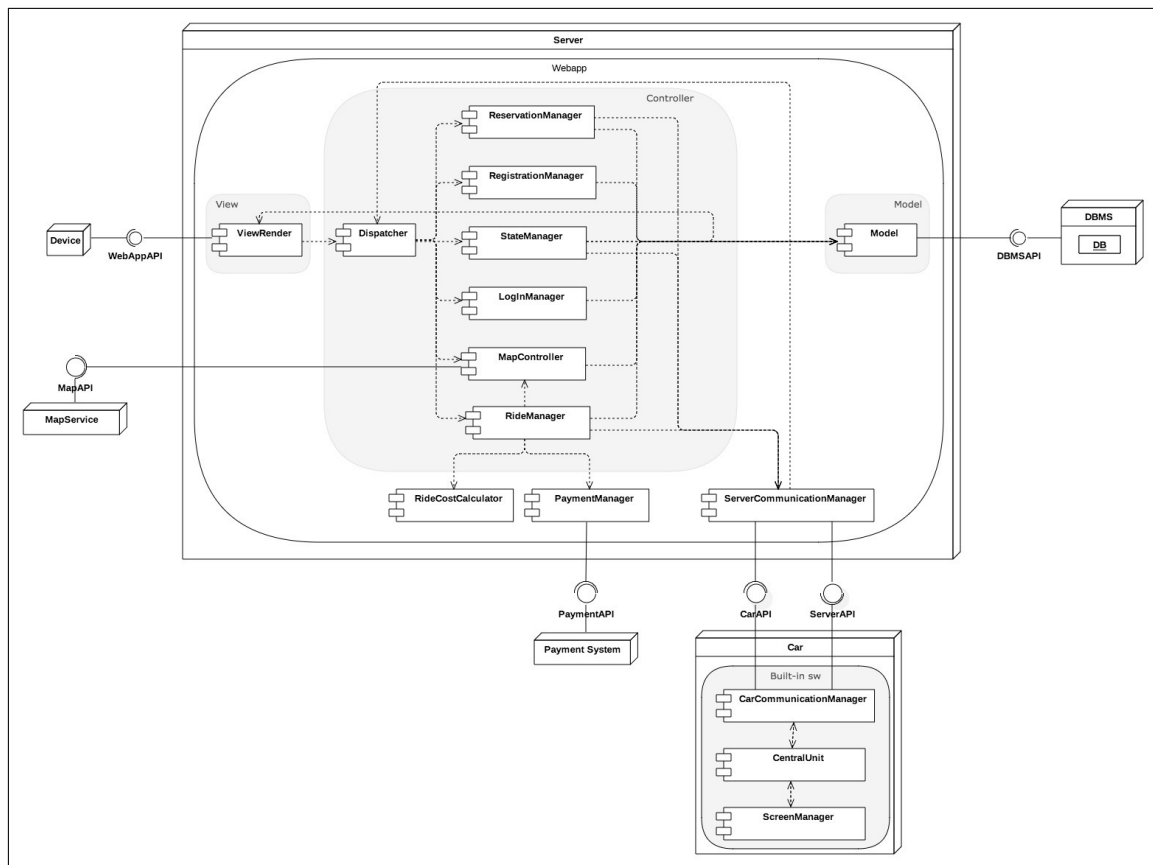 Server
Webapp
Controller
ReservationManager
RegistrationManager
View
Model
ViewRender
Dispatcher
StateManager
Model
Device
WebAppAPI
DBMS
DB
DBMSAPI
LogInManager
MapController
MapAPI
MapService
RideManager
RideCostCalculator
PaymentManager
ServerCommunicationManager
PaymentAPI
CarAPI
ServerAPI
Payment System
Car
Built-in sw
CarCommunicationManager
CentralUnit
ScreenManager